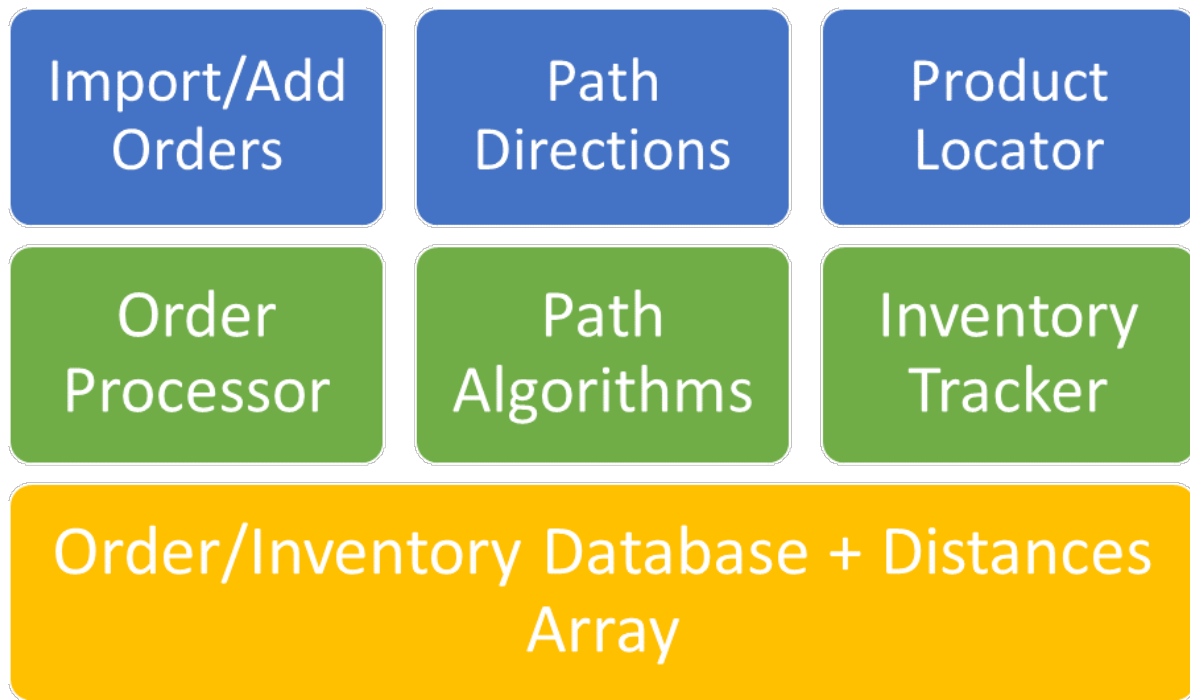 Import/Add
Orders
Path
Directions
Product
Locator
Order
Processor
Path
Algorithms
Inventory
Tracker
Order/Inventory Database + Distances
Array